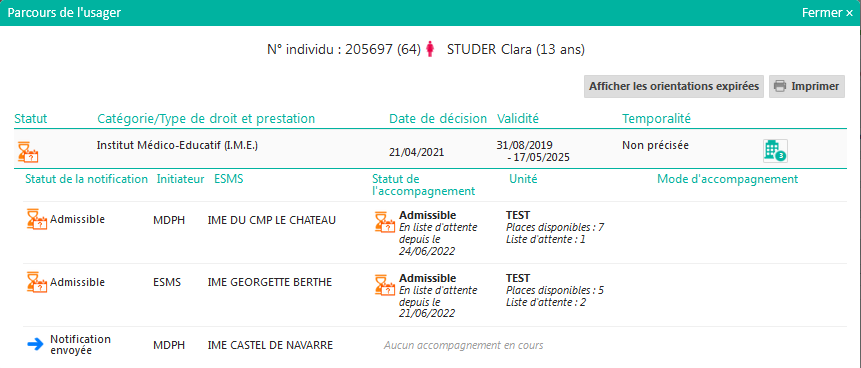 Parcours de l'usager Fermer ×
N° individu : 205697 (64) STUDER Clara (13 ans)
Afficher les orientations expirées Imprimer
Statut Catégorie/Type de droit et prestation Date de décision Validité Temporalité
Institut Médico-Educatif (I.M.E.) 21/04/2021 31/08/2019 Non précisée
- 17/05/2025
3
Statut de la notification Initiateur ESMS Statut de l'accompagnement Unité Mode d'accompagnement
Admissible MDPH IME DU CMP LE CHATEAU Admissible TEST
En liste d'attente Places disponibles : 7
depuis le Liste d'attente : 1
24/06/2022
Admissible ESMS IME GEORGETTE BERTHE Admissible TEST
En liste d'attente Places disponibles : 5
depuis le Liste d'attente : 2
21/06/2022
Notification
envoyée MDPH IME CASTEL DE NAVARRE Aucun accompagnement en cours